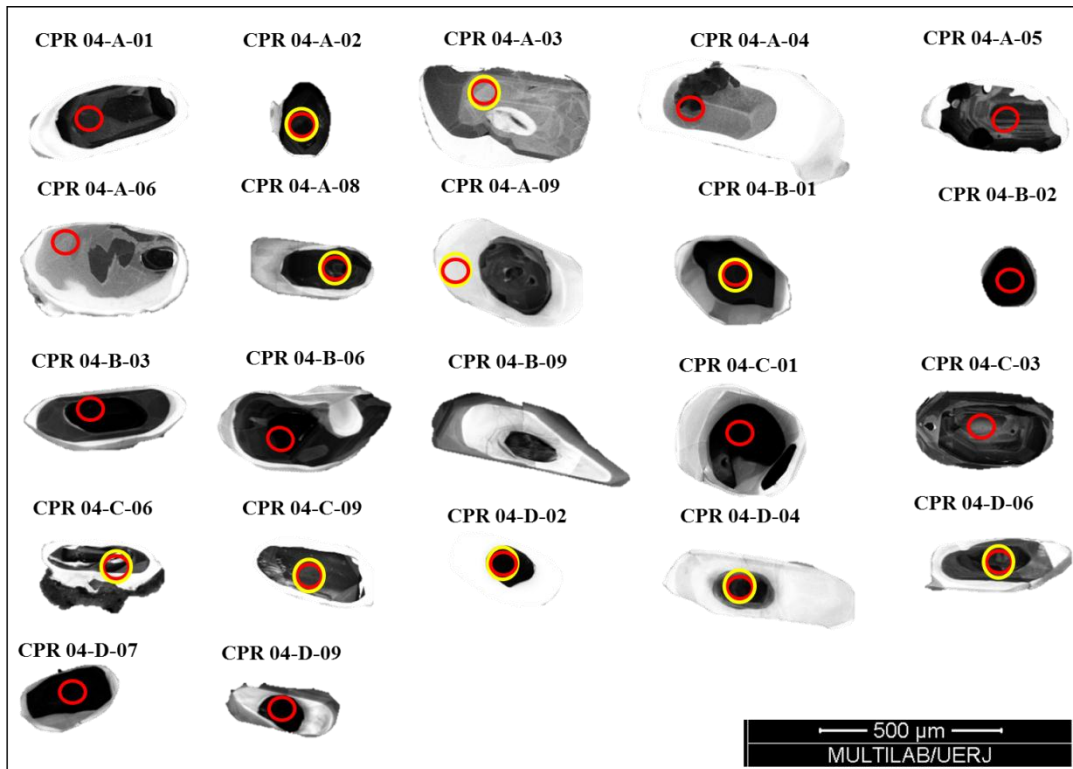 CPR 04-A-01
CPR 04-A-02
CPR 04-A-03
CPR 04-A-04
CPR 04-A-05
CPR 04-A-06
CPR 04-A-08
CPR 04-A-09
CPR 04-B-01
CPR 04-B-02
CPR 04-B-03
CPR 04-B-06
CPR 04-B-09
CPR 04-C-01
CPR 04-C-03
CPR 04-C-06
CPR 04-C-09
CPR 04-D-02
CPR 04-D-04
CPR 04-D-06
CPR 04-D-07
CPR 04-D-09
500 µm
MULTILAB/UERJ